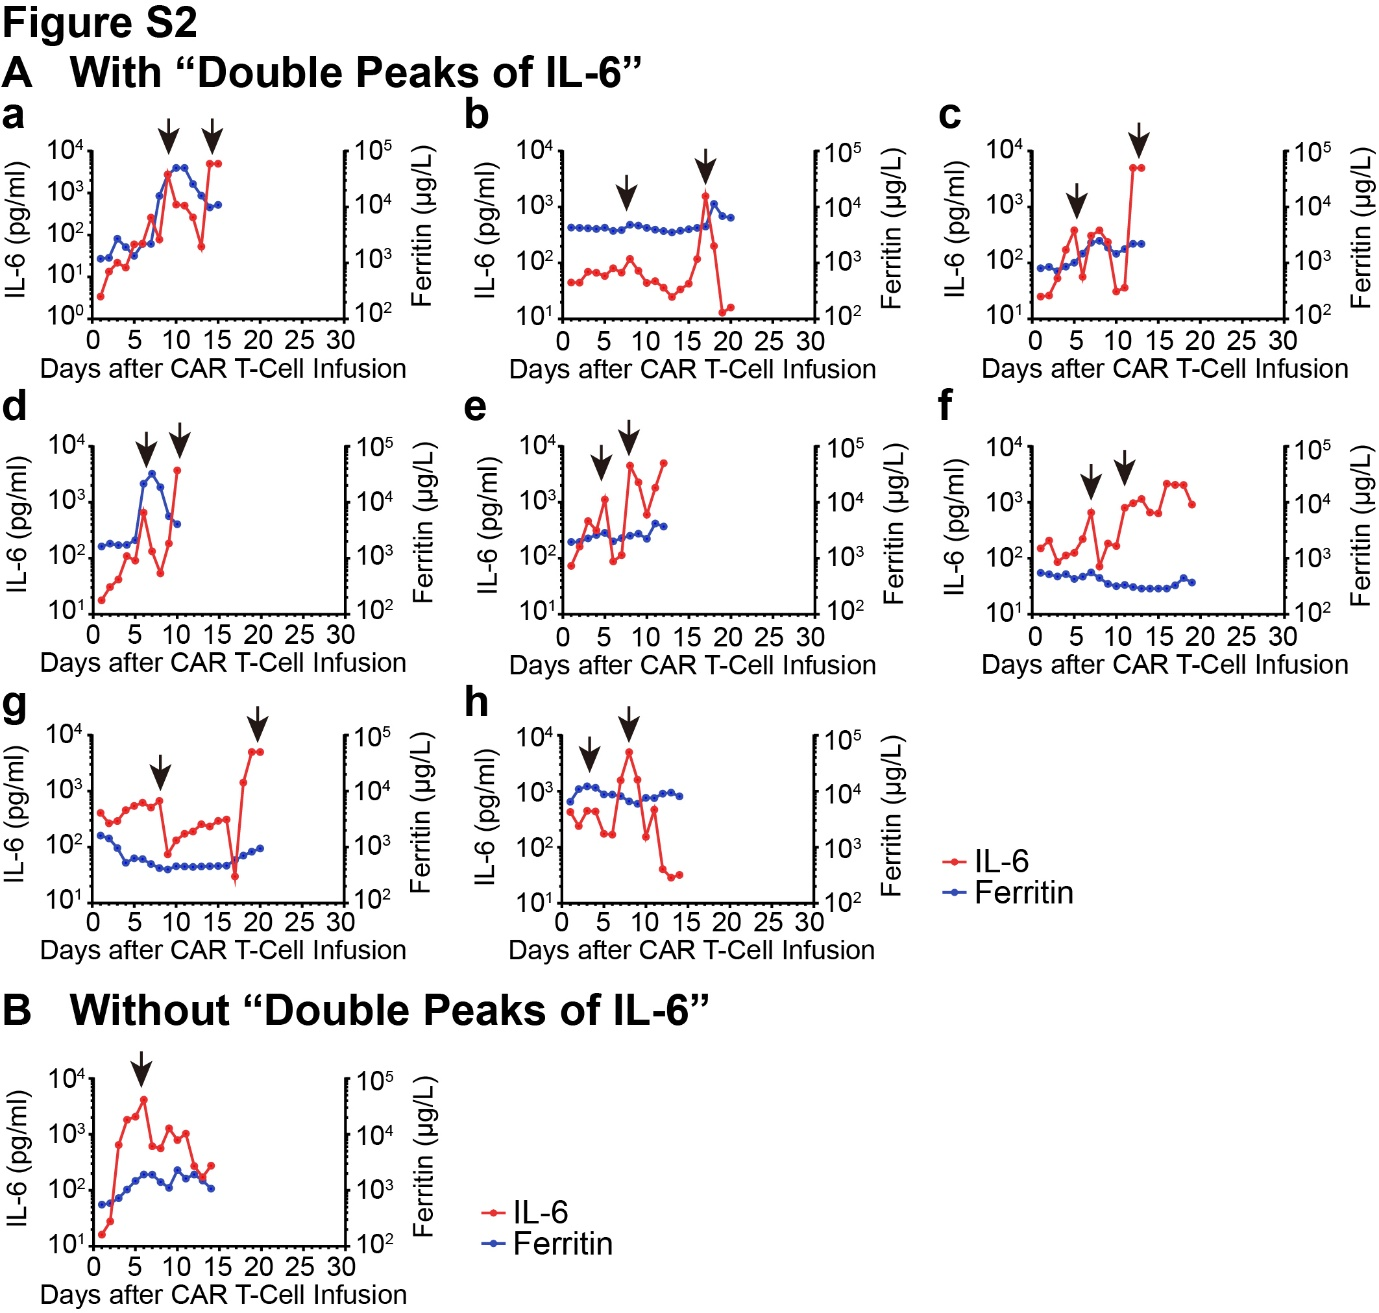 Figure S2
A With “Double Peaks of IL-6”
a b c
10⁴ 10³ 10² 10¹ 10⁰
IL-6 (pg/ml)
10⁵ 10⁴ 10³ 10²
Ferritin (µg/L)
0 5 10 15 20 25 30
Days after CAR T-Cell Infusion
10⁴ 10³ 10² 10¹
IL-6 (pg/ml)
10⁵ 10⁴ 10³ 10²
Ferritin (µg/L)
0 5 10 15 20 25 30
Days after CAR T-Cell Infusion
10⁴ 10³ 10² 10¹
IL-6 (pg/ml)
10⁵ 10⁴ 10³ 10²
Ferritin (µg/L)
0 5 10 15 20 25 30
Days after CAR T-Cell Infusion
d e f
10⁴ 10³ 10² 10¹
IL-6 (pg/ml)
10⁵ 10⁴ 10³ 10²
Ferritin (µg/L)
0 5 10 15 20 25 30
Days after CAR T-Cell Infusion
10⁴ 10³ 10² 10¹
IL-6 (pg/ml)
10⁵ 10⁴ 10³ 10²
Ferritin (µg/L)
0 5 10 15 20 25 30
Days after CAR T-Cell Infusion
10⁴ 10³ 10² 10¹
IL-6 (pg/ml)
10⁵ 10⁴ 10³ 10²
Ferritin (µg/L)
0 5 10 15 20 25 30
Days after CAR T-Cell Infusion
g h
10⁴ 10³ 10² 10¹
IL-6 (pg/ml)
10⁵ 10⁴ 10³ 10²
Ferritin (µg/L)
0 5 10 15 20 25 30
Days after CAR T-Cell Infusion
10⁴ 10³ 10² 10¹
IL-6 (pg/ml)
10⁵ 10⁴ 10³ 10²
Ferritin (µg/L)
0 5 10 15 20 25 30
Days after CAR T-Cell Infusion
IL-6
Ferritin
B Without “Double Peaks of IL-6”
10⁴ 10³ 10² 10¹
IL-6 (pg/ml)
10⁵ 10⁴ 10³ 10²
Ferritin (µg/L)
0 5 10 15 20 25 30
Days after CAR T-Cell Infusion
IL-6
Ferritin